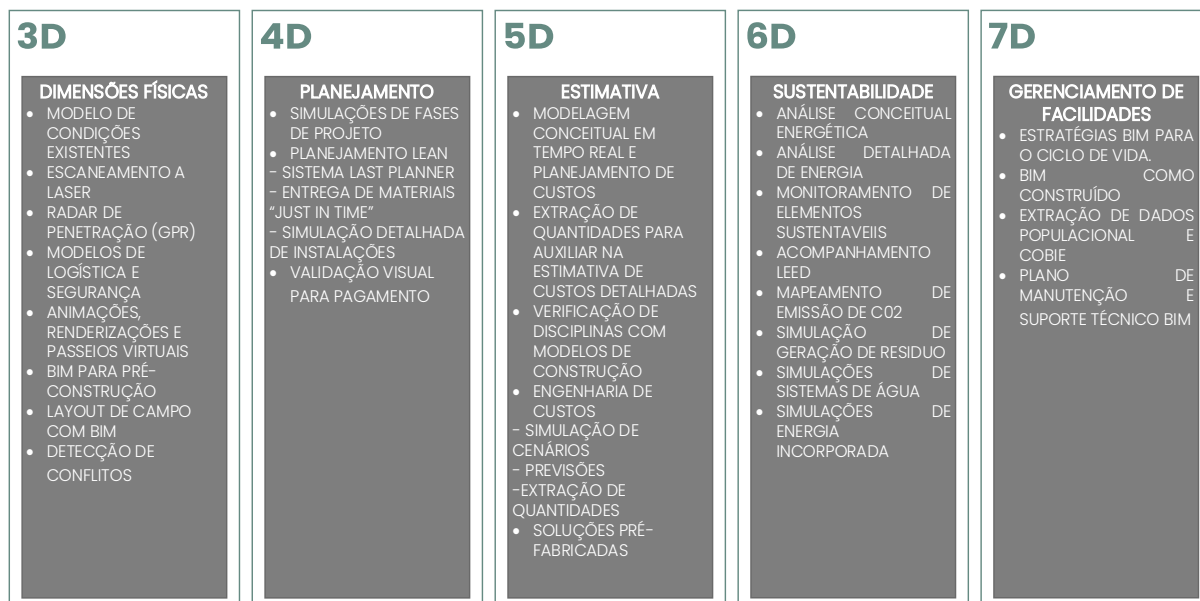 3D
DIMENSÕES FÍSICAS
• MODELO DE
CONDIÇÕES
EXISTENTES
• ESCANEAMENTO A
LASER
• RADAR DE
PENETRAÇÃO (GPR)
• MODELOS DE
LOGÍSTICA E
SEGURANÇA
• ANIMAÇÕES,
RENDERIZAÇÕES E
PASSEIOS VIRTUAIS
• BIM PARA PRÉ-
CONSTRUÇÃO
• LAYOUT DE CAMPO
COM BIM
• DETECÇÃO DE
CONFLITOS
4D
PLANEJAMENTO
• SIMULAÇÕES DE FASES
DE PROJETO
• PLANEJAMENTO LEAN
- SISTEMA LAST PLANNER
- ENTREGA DE MATERIAIS
“JUST IN TIME”
- SIMULAÇÃO DETALHADA
DE INSTALAÇÕES
• VALIDAÇÃO VISUAL
PARA PAGAMENTO
5D
ESTIMATIVA
• MODELAGEM
CONCEITUAL EM
TEMPO REAL E
PLANEJAMENTO DE
CUSTOS
• EXTRAÇÃO DE
QUANTIDADES PARA
AUXILIAR NA
ESTIMATIVA DE
CUSTOS DETALHADAS
• VERIFICAÇÃO DE
DISCIPLINAS COM
MODELOS DE
CONSTRUÇÃO
• ENGENHARIA DE
CUSTOS
- SIMULAÇÃO DE
CENÁRIOS
- PREVISÕES
-EXTRAÇÃO DE
QUANTIDADES
• SOLUÇÕES PRÉ-
FABRICADAS
6D
SUSTENTABILIDADE
• ANÁLISE CONCEITUAL
ENERGÉTICA
• ANÁLISE DETALHADA
DE ENERGIA
• MONITORAMENTO DE
ELEMENTOS
SUSTENTAVEIIS
• ACOMPANHAMENTO
LEED
• MAPEAMENTO DE
EMISSÃO DE C02
• SIMULAÇÃO DE
GERAÇÃO DE RESIDUO
• SIMULAÇÕES DE
SISTEMAS DE ÁGUA
• SIMULAÇÕES DE
ENERGIA
INCORPORADA
7D
GERENCIAMENTO DE
FACILIDADES
• ESTRATÉGIAS BIM PARA
O CICLO DE VIDA.
• BIM COMO
CONSTRUÍDO
• EXTRAÇÃO DE DADOS
POPULACIONAL E
COBIE
• PLANO DE
MANUTENÇÃO E
SUPORTE TÉCNICO BIM